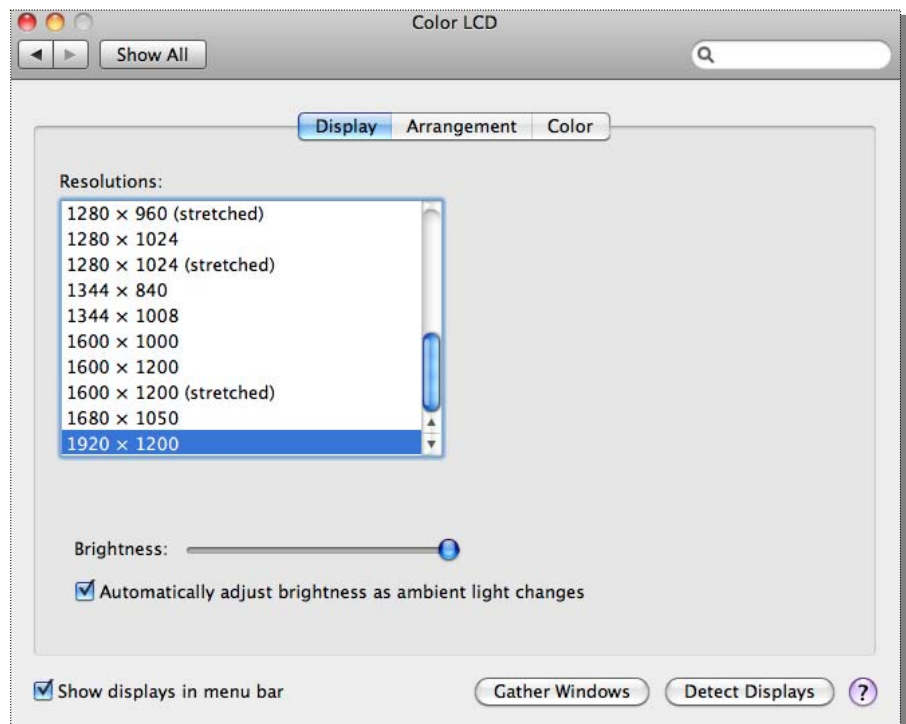 Color LCD
Show All
Display Arrangement Color
Resolutions:
1280 × 960 (stretched)
1280 × 1024
1280 × 1024 (stretched)
1344 × 840
1344 × 1008
1600 × 1000
1600 × 1200
1600 × 1200 (stretched)
1680 × 1050
1920 × 1200
Brightness:
Automatically adjust brightness as ambient light changes
Show displays in menu bar Gather Windows Detect Displays ?